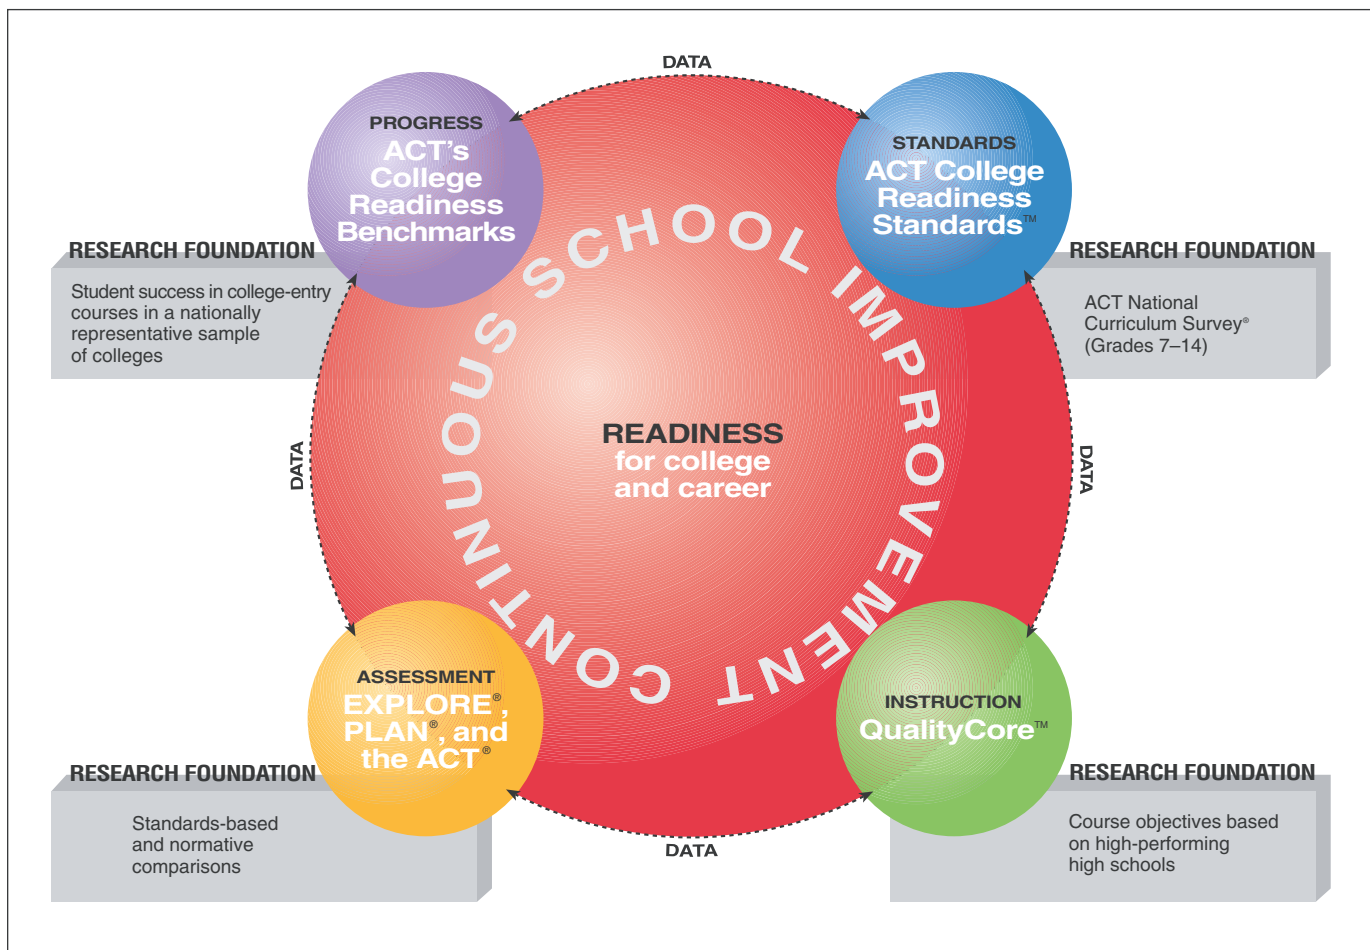 DATA
PROGRESS
ACT's
College
Readiness
Benchmarks
STANDARDS
ACT College
Readiness
Standards™
RESEARCH FOUNDATION
Student success in college-entry
courses in a nationally
representative sample
of colleges
RESEARCH FOUNDATION
ACT National
Curriculum Survey®
(Grades 7–14)
CONTINUOUS SCHOOL IMPROVEMENT
READINESS
for college
and career
DATA
DATA
ASSESSMENT
EXPLORE®,
PLAN®, and
the ACT®
INSTRUCTION
QualityCore™
RESEARCH FOUNDATION
Standards-based
and normative
comparisons
RESEARCH FOUNDATION
Course objectives based
on high-performing
high schools
DATA